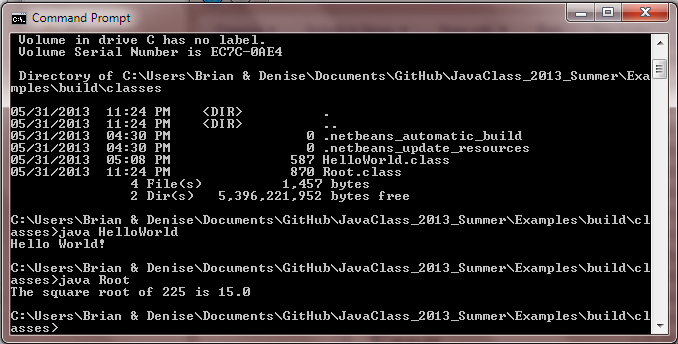 Command Prompt
Volume in drive C has no label.
Volume Serial Number is EC7C-0AE4
Directory of C:\Users\Brian & Denise\Documents\GitHub\JavaClass_2013_Summer\Exa
mples\build\classes
05/31/2013  11:24 PM    <DIR>          .
05/31/2013  11:24 PM    <DIR>          ..
05/31/2013  04:30 PM                 0 .netbeans_automatic_build
05/31/2013  04:30 PM                 0 .netbeans_update_resources
05/31/2013  05:08 PM               587 HelloWorld.class
05/31/2013  11:24 PM               870 Root.class
4 File(s)          1,457 bytes
2 Dir(s)   5,396,221,952 bytes free
C:\Users\Brian & Denise\Documents\GitHub\JavaClass_2013_Summer\Examples\build\cl
asses>java HelloWorld
Hello World!
C:\Users\Brian & Denise\Documents\GitHub\JavaClass_2013_Summer\Examples\build\cl
asses>java Root
The square root of 225 is 15.0
C:\Users\Brian & Denise\Documents\GitHub\JavaClass_2013_Summer\Examples\build\cl
asses>